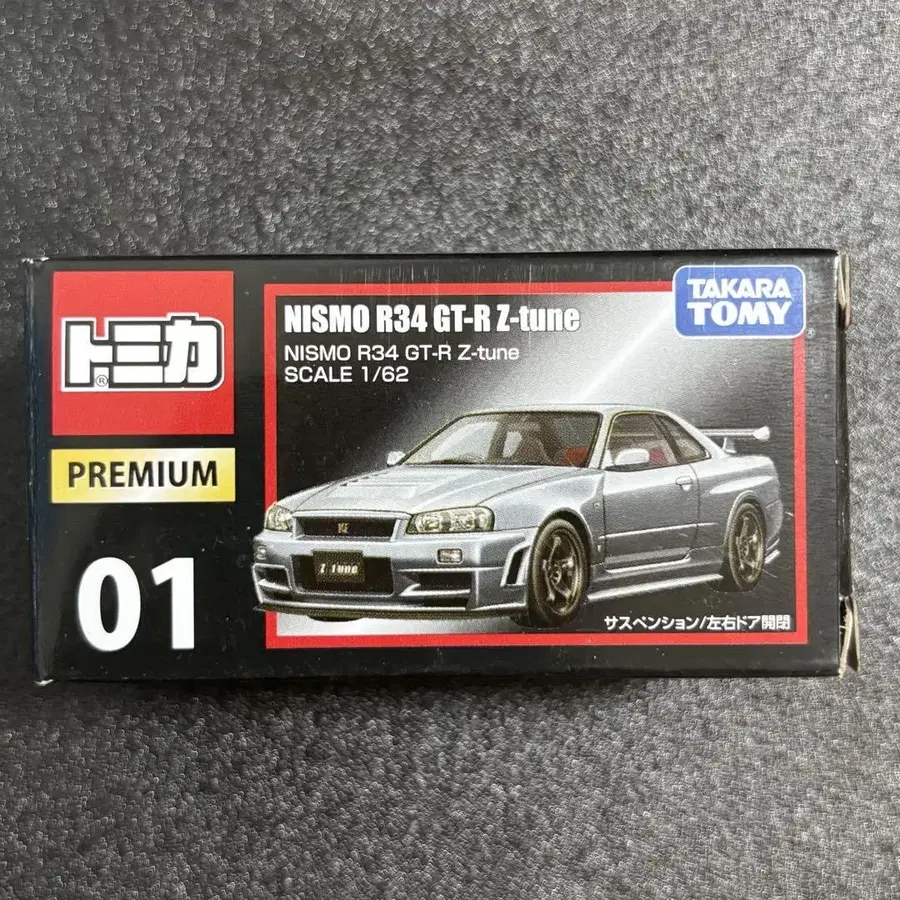 トミカ
®
PREMIUM
01
NISMO R34 GT-R Z-tune
NISMO R34 GT-R Z-tune
SCALE 1/62
TAKARA
TOMY
®
Z tune
サスペンション/左右ドア開閉